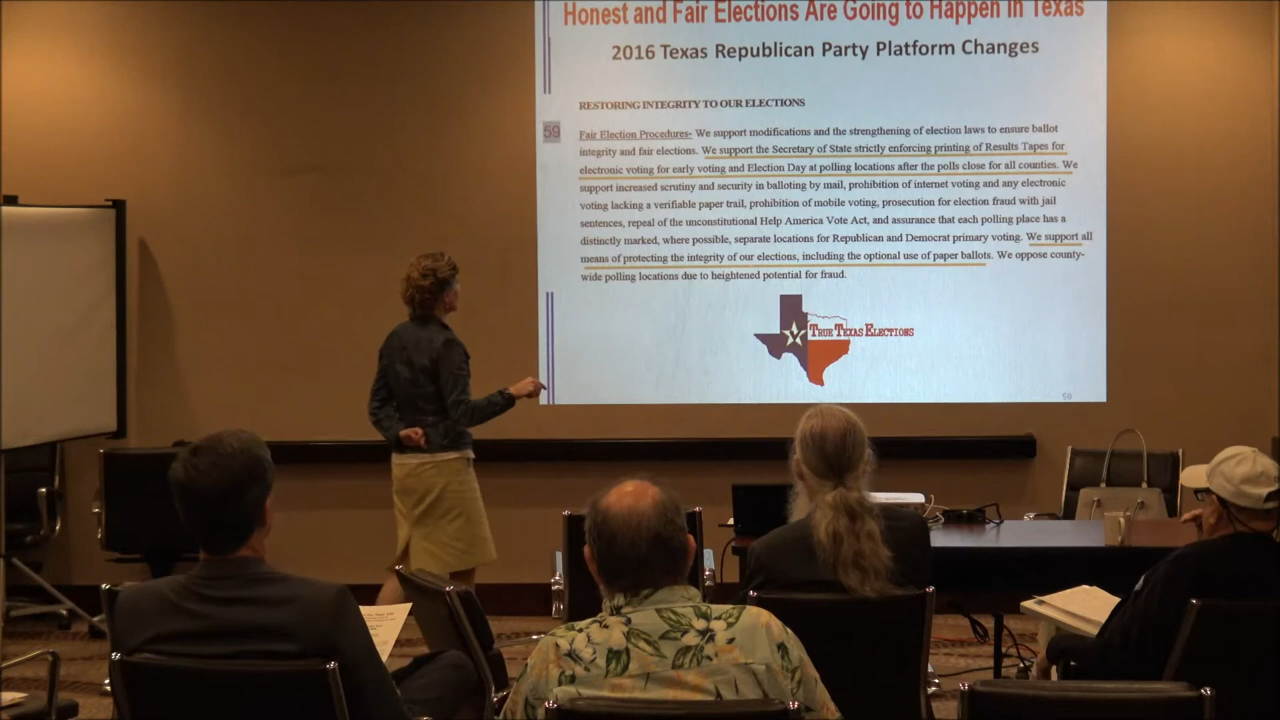 Honest and Fair Elections Are Going to Happen in Texas
2016 Texas Republican Party Platform Changes
RESTORING INTEGRITY TO OUR ELECTIONS
59
Fair Election Procedures- We support modifications and the strengthening of election laws to ensure ballot
integrity and fair elections. We support the Secretary of State strictly enforcing printing of Results Tapes for
electronic voting for early voting and Election Day at polling locations after the polls close for all counties. We
support increased scrutiny and security in balloting by mail, prohibition of internet voting and any electronic
voting lacking a verifiable paper trail, prohibition of mobile voting, prosecution for election fraud with jail
sentences, repeal of the unconstitutional Help America Vote Act, and assurance that each polling place has a
distinctly marked, where possible, separate locations for Republican and Democrat primary voting. We support all
means of protecting the integrity of our elections, including the optional use of paper ballots. We oppose county-
wide polling locations due to heightened potential for fraud.
TRUE TEXAS ELECTIONS
50